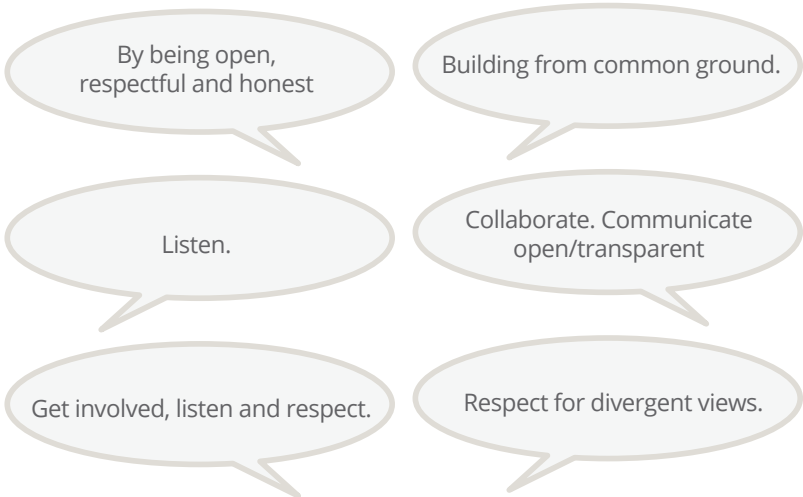 By being open,
respectful and honest
Building from common ground.
Listen.
Collaborate. Communicate
open/transparent
Get involved, listen and respect.
Respect for divergent views.